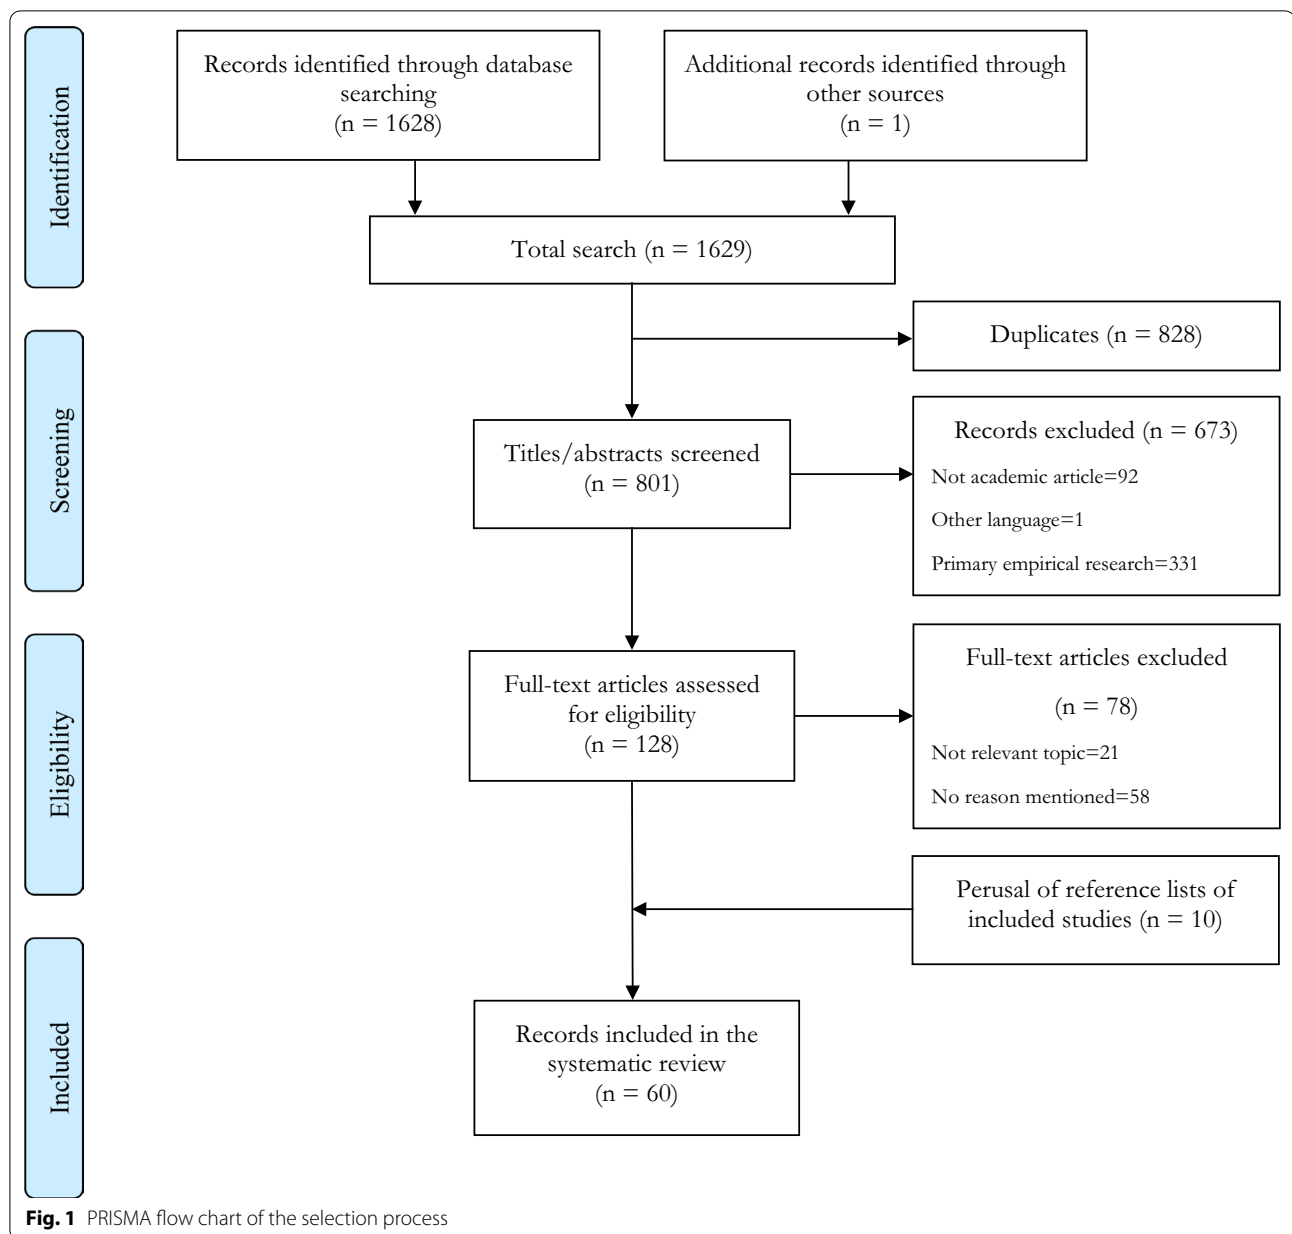 Identification
Records identified through database
searching
(n = 1628)
Additional records identified through
other sources
(n = 1)
Total search (n = 1629)
Screening
Duplicates (n = 828)
Titles/abstracts screened
(n = 801)
Records excluded (n = 673)
Not academic article=92
Other language=1
Primary empirical research=331
Eligibility
Full-text articles assessed
for eligibility
(n = 128)
Full-text articles excluded
(n = 78)
Not relevant topic=21
No reason mentioned=58
Perusal of reference lists of
included studies (n = 10)
Included
Records included in the
systematic review
(n = 60)
Fig. 1 PRISMA flow chart of the selection process